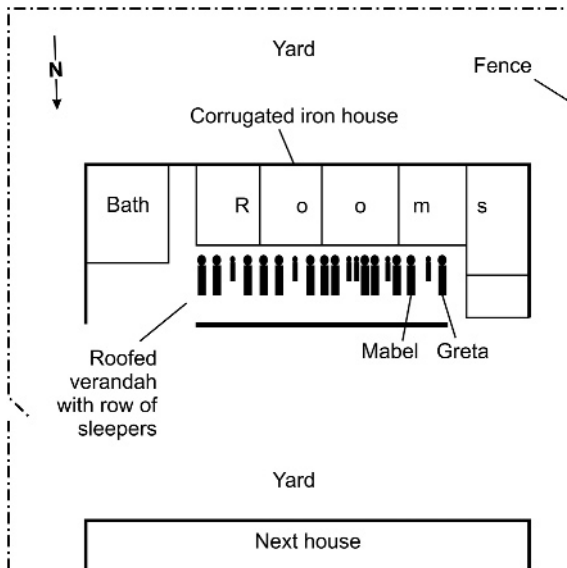 Yard
N
Fence
Corrugated iron house
Bath
R o o m s
Mabel Greta
Roofed
verandah
with row of
sleepers
Yard
Next house